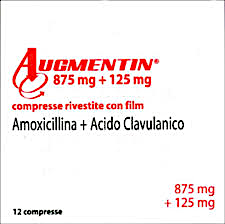 AUGMENTIN®
875 mg + 125 mg
compresse rivestite con film
Amoxicillina + Acido Clavulanico
875 mg
+ 125 mg
12 compresse